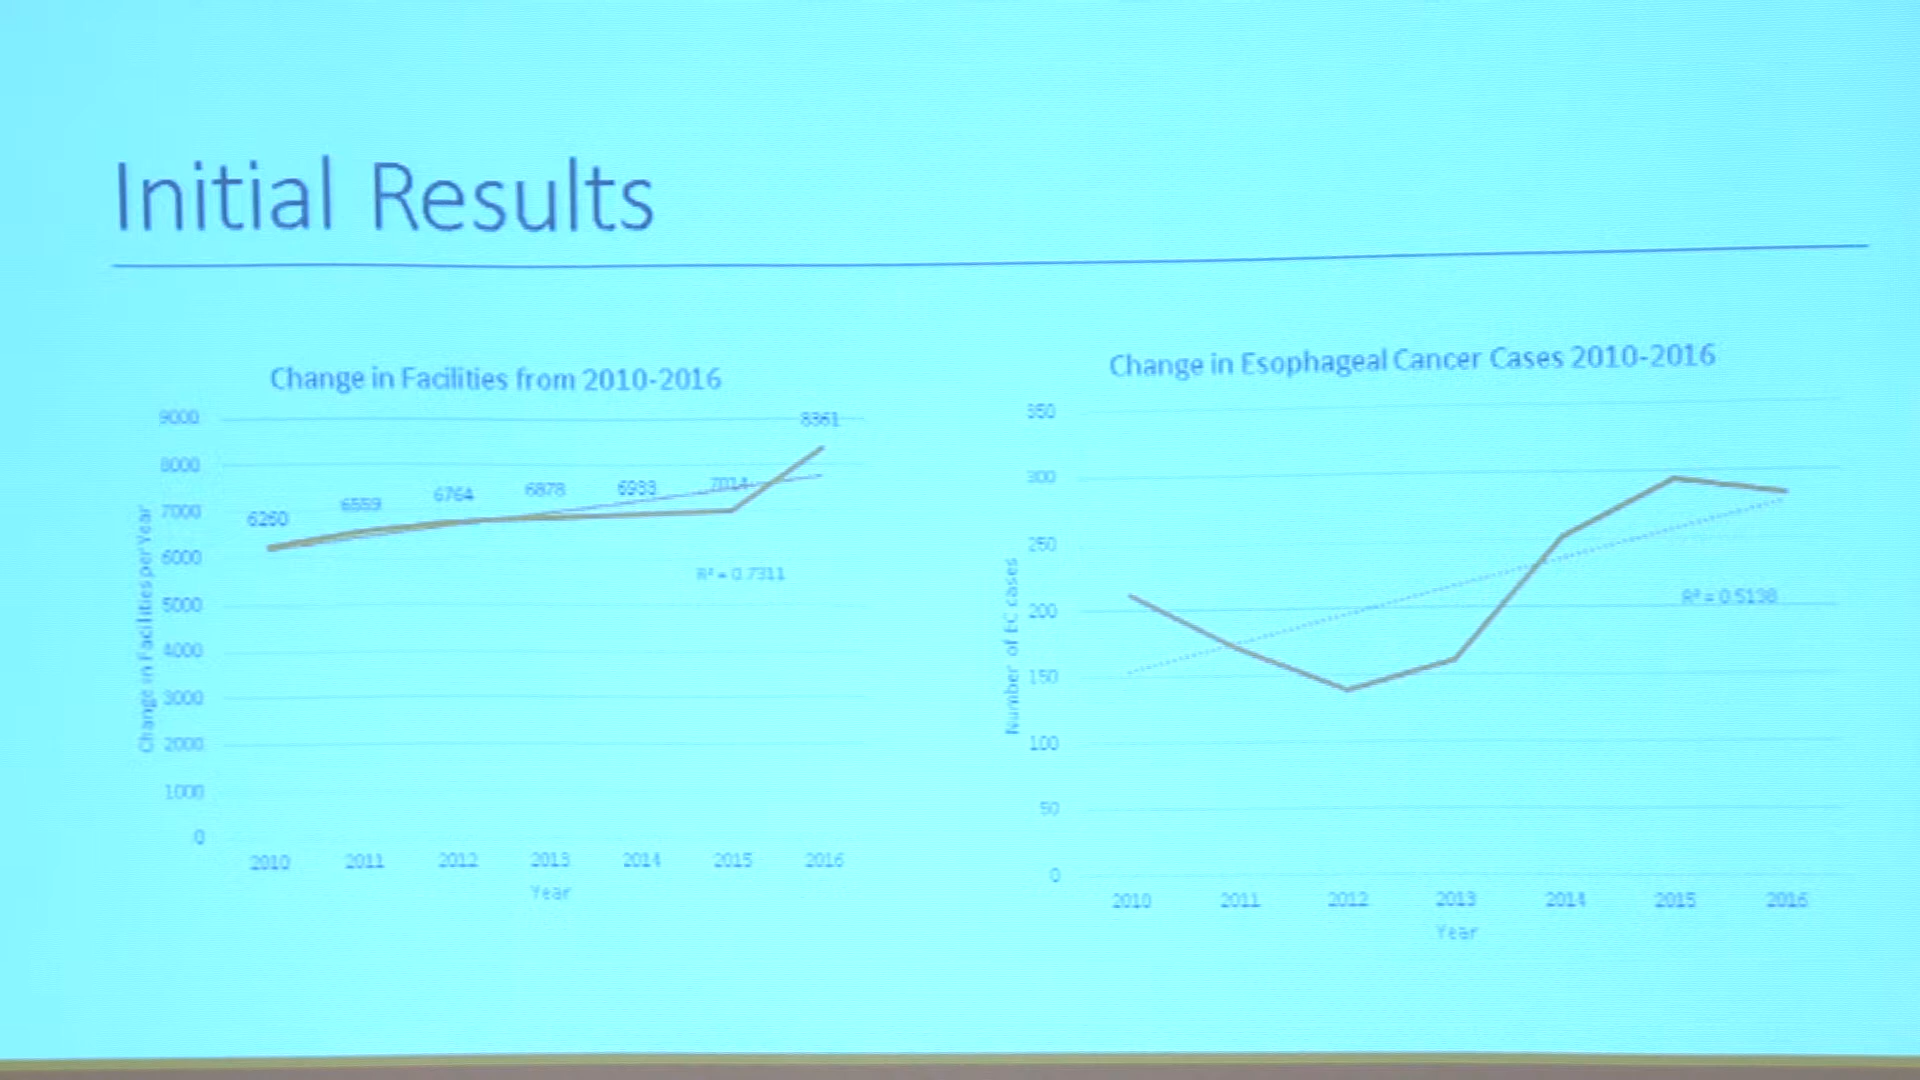 Initial Results
Change in Facilities from 2010-2016
9000
8000
7000
6000
5000
4000
3000
2000
1000
0
Change in Facilities per Year
6260
6559
6764
6878
6933
7014
8361
R² = 0.7311
2010 2011 2012 2013 2014 2015 2016
Year
Change in Esophageal Cancer Cases 2010-2016
350
300
250
200
150
100
50
0
Number of EC cases
R² = 0.5138
2010 2011 2012 2013 2014 2015 2016
Year